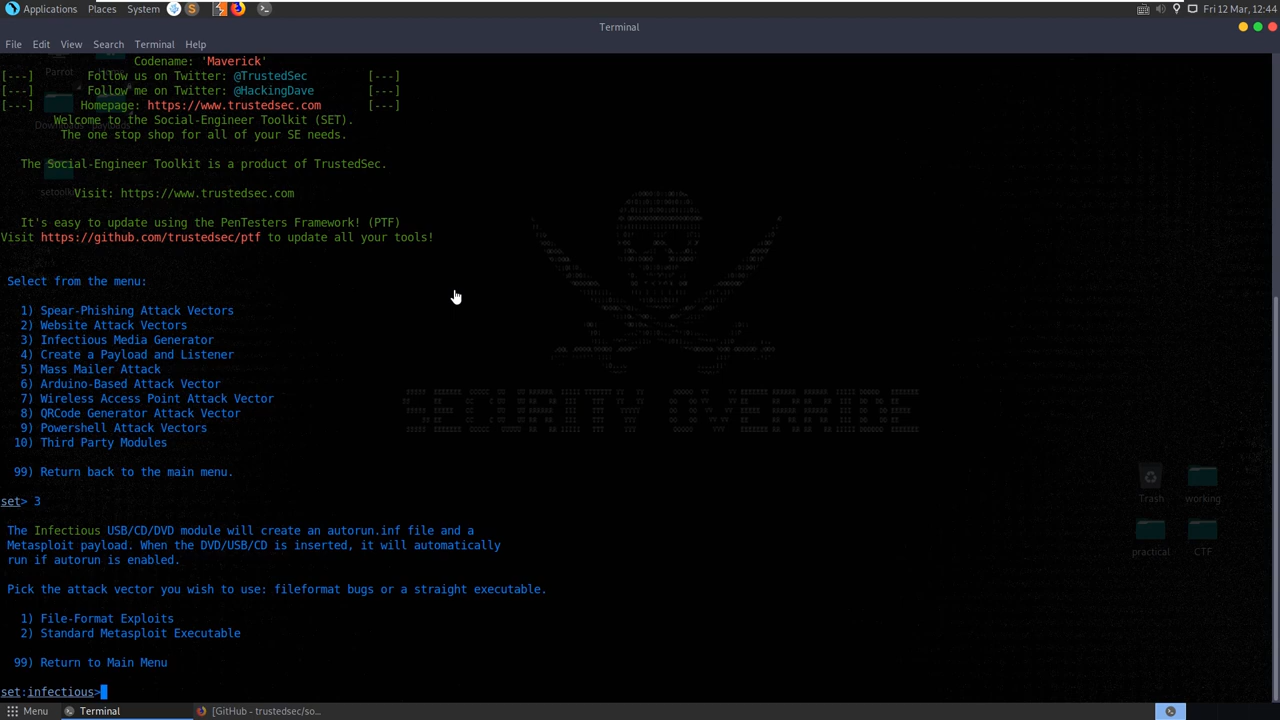 Applications Places System Fri 12 Mar, 12:44
Terminal
File Edit View Search Terminal Help
Codename: 'Maverick'
[---] Follow us on Twitter: @TrustedSec [---]
[---] Follow me on Twitter: @HackingDave [---]
[---] Homepage: https://www.trustedsec.com [---]
Welcome to the Social-Engineer Toolkit (SET).
The one stop shop for all of your SE needs.
The Social-Engineer Toolkit is a product of TrustedSec.
Visit: https://www.trustedsec.com
It's easy to update using the PenTesters Framework! (PTF)
Visit https://github.com/trustedsec/ptf to update all your tools!
Select from the menu:
1) Spear-Phishing Attack Vectors
2) Website Attack Vectors
3) Infectious Media Generator
4) Create a Payload and Listener
5) Mass Mailer Attack
6) Arduino-Based Attack Vector
7) Wireless Access Point Attack Vector
8) QRCode Generator Attack Vector
9) Powershell Attack Vectors
10) Third Party Modules
99) Return back to the main menu.
set> 3
The Infectious USB/CD/DVD module will create an autorun.inf file and a
Metasploit payload. When the DVD/USB/CD is inserted, it will automatically
run if autorun is enabled.
Pick the attack vector you wish to use: fileformat bugs or a straight executable.
1) File-Format Exploits
2) Standard Metasploit Executable
99) Return to Main Menu
set:infectious>
Parrot
payloads
setoolk
Trash working
practical CTF
Menu Terminal [GitHub - trustedsec/so...